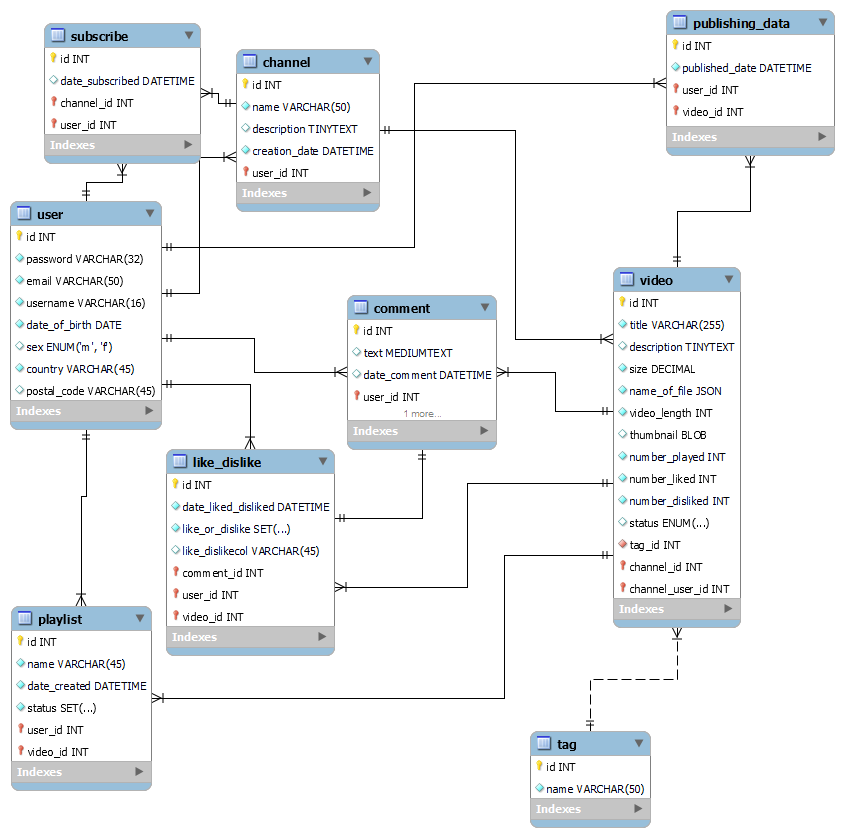 subscribe
id INT
date_subscribed DATETIME
channel_id INT
user_id INT
Indexes
channel
id INT
name VARCHAR(50)
description TINYTEXT
creation_date DATETIME
user_id INT
Indexes
publishing_data
id INT
published_date DATETIME
user_id INT
video_id INT
Indexes
user
id INT
password VARCHAR(32)
email VARCHAR(50)
username VARCHAR(16)
date_of_birth DATE
sex ENUM('m', 'f')
country VARCHAR(45)
postal_code VARCHAR(45)
Indexes
comment
id INT
text MEDIUMTEXT
date_comment DATETIME
user_id INT
1 more...
Indexes
video
id INT
title VARCHAR(255)
description TINYTEXT
size DECIMAL
name_of_file JSON
video_length INT
thumbnail BLOB
number_played INT
number_liked INT
number_disliked INT
status ENUM(...)
tag_id INT
channel_id INT
channel_user_id INT
Indexes
like_dislike
id INT
date_liked_disliked DATETIME
like_or_dislike SET(...)
like_dislikecol VARCHAR(45)
comment_id INT
user_id INT
video_id INT
Indexes
playlist
id INT
name VARCHAR(45)
date_created DATETIME
status SET(...)
user_id INT
video_id INT
Indexes
tag
id INT
name VARCHAR(50)
Indexes